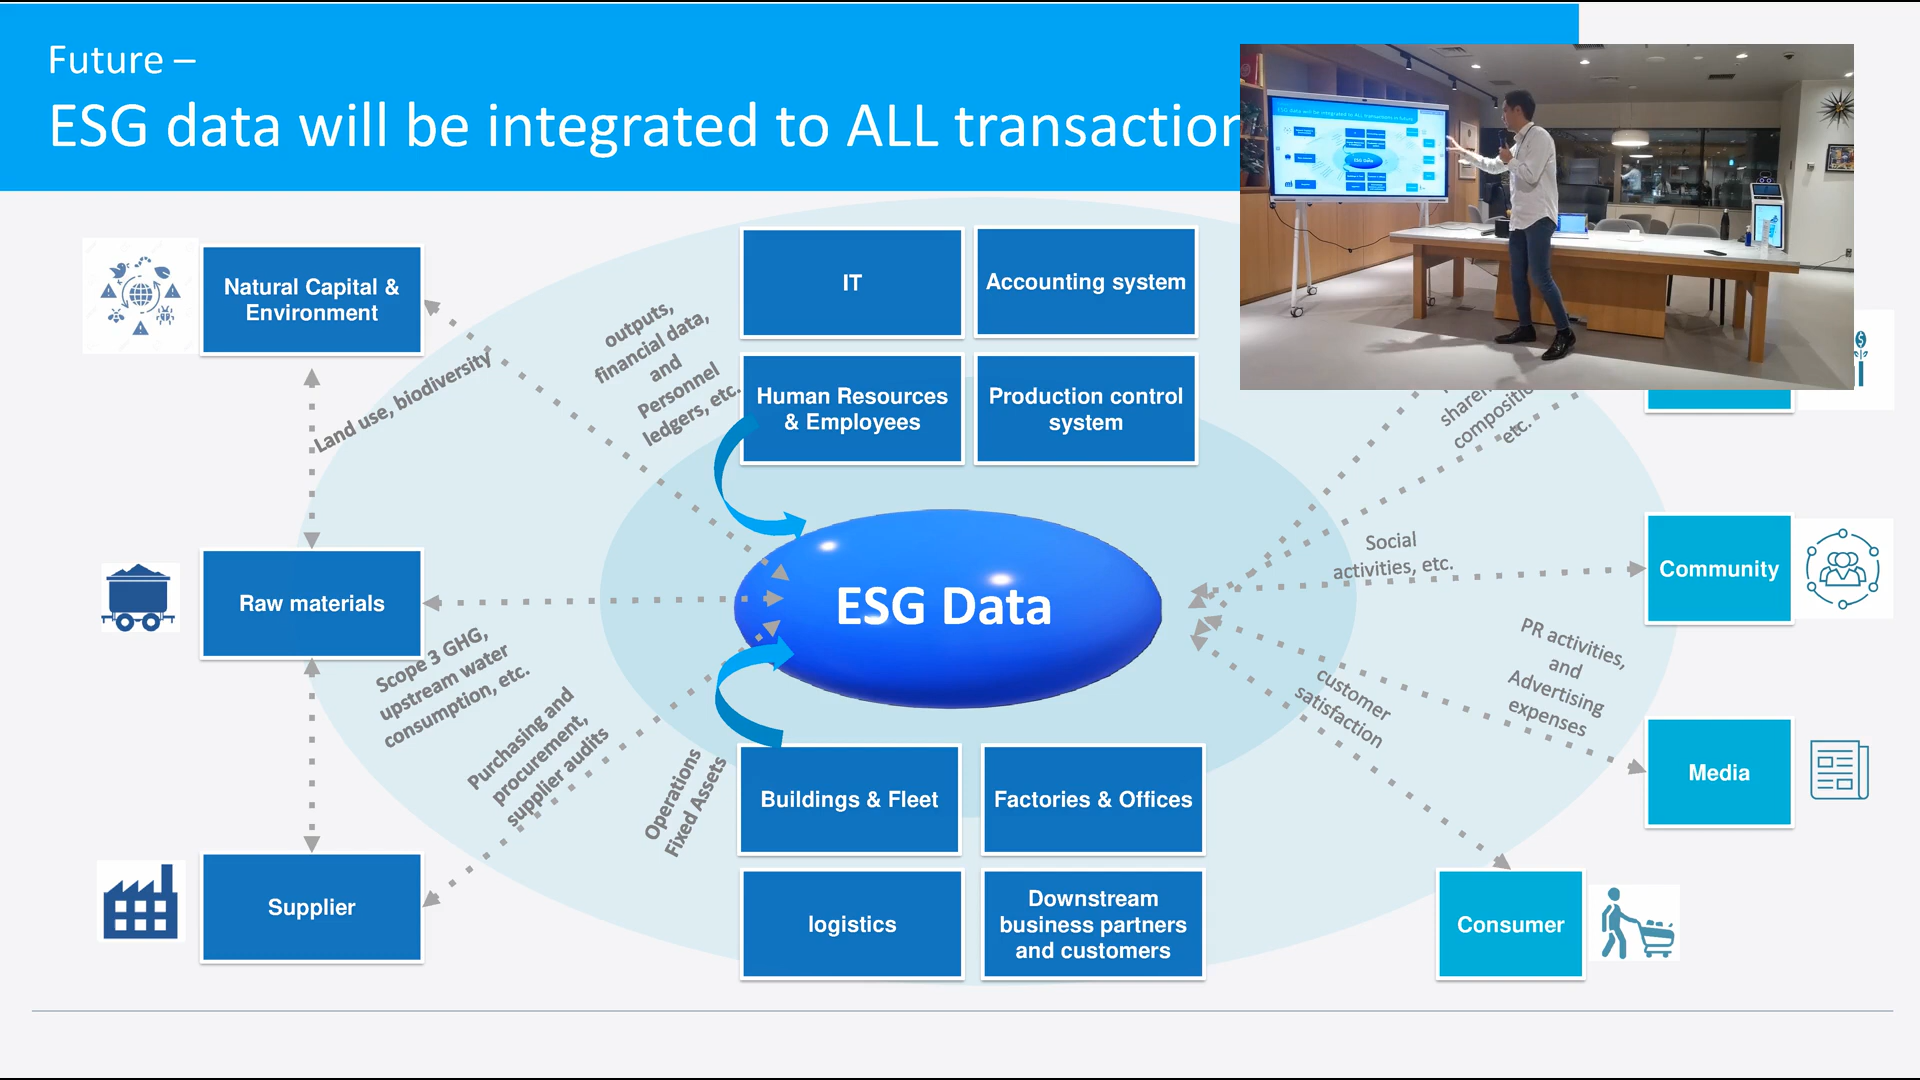 Future –
ESG data will be integrated to ALL
Natural Capital &
Environment
Land use, biodiversity
outputs,
financial data,
and
Personnel
ledgers, etc.
IT
Accounting system
Human Resources
& Employees
Production control
system
etc.
Raw materials
ESG Data
Social
activities, etc.
Community
Scope 3 GHG,
upstream water
consumption, etc.
Purchasing and
procurement,
supplier audits
Operations
Fixed Assets
customer
satisfaction
PR activities,
and
Advertising
expenses
Media
Buildings & Fleet
Factories & Offices
Supplier
logistics
Downstream
business partners
and customers
Consumer